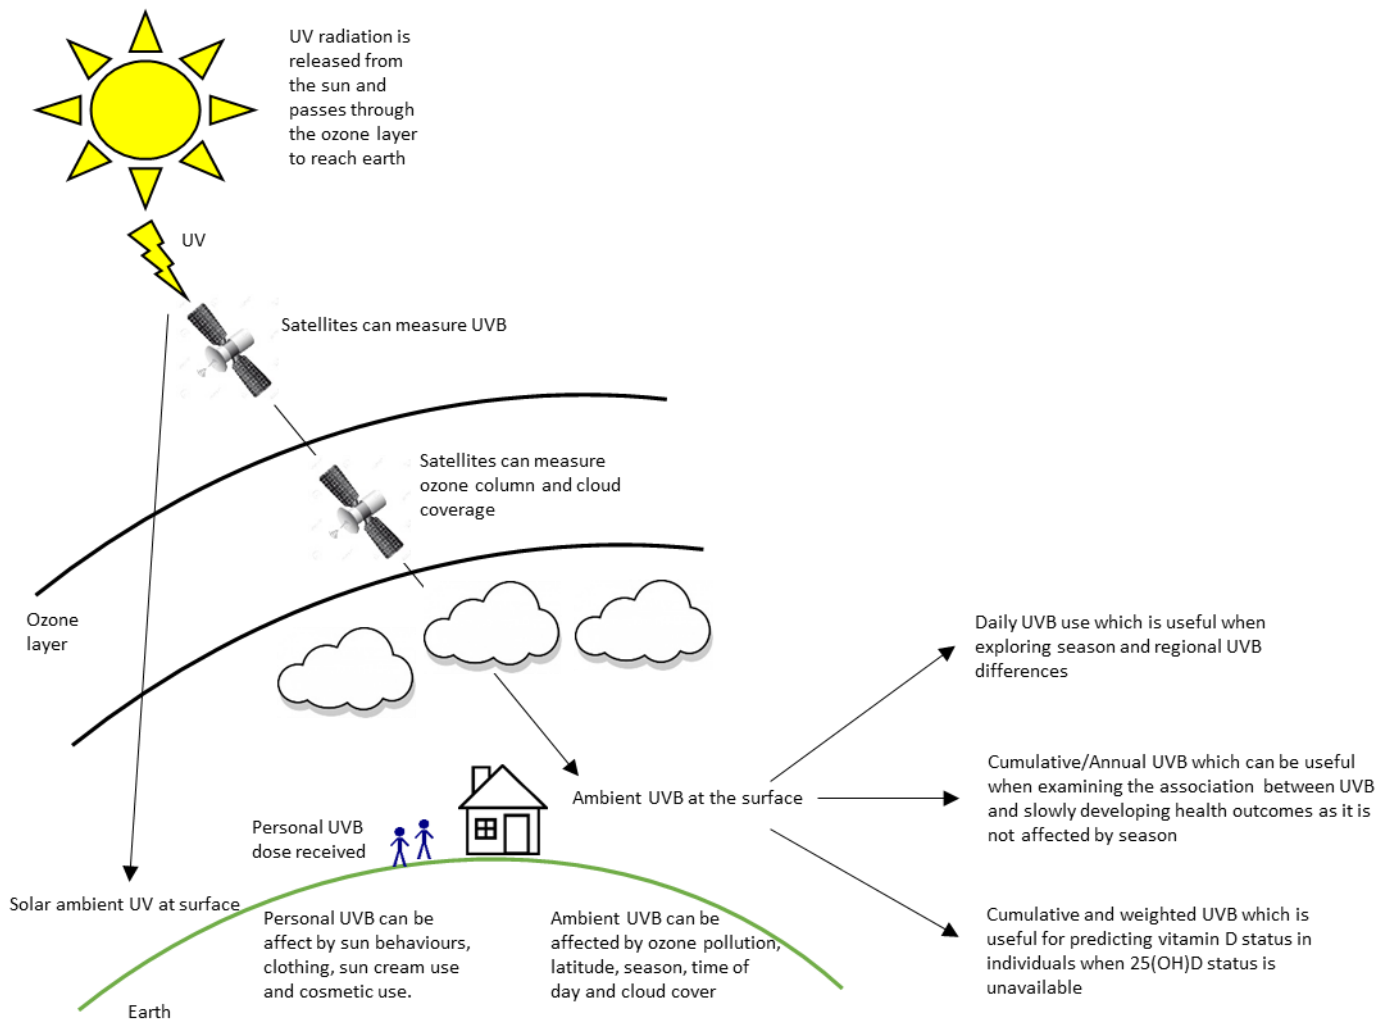 UV radiation is
released from
the sun and
passes through
the ozone layer
to reach earth
UV
Satellites can measure UVB
Satellites can measure
ozone column and cloud
coverage
Ozone
layer
Daily UVB use which is useful when
exploring season and regional UVB
differences
Cumulative/Annual UVB which can be useful
when examining the association between UVB
and slowly developing health outcomes as it is
not affected by season
Ambient UVB at the surface
Personal UVB
dose received
Solar ambient UV at surface
Personal UVB can be
affect by sun behaviours,
clothing, sun cream use
and cosmetic use.
Ambient UVB can be
affected by ozone pollution,
latitude, season, time of
day and cloud cover
Cumulative and weighted UVB which is
useful for predicting vitamin D status in
individuals when 25(OH)D status is
unavailable
Earth